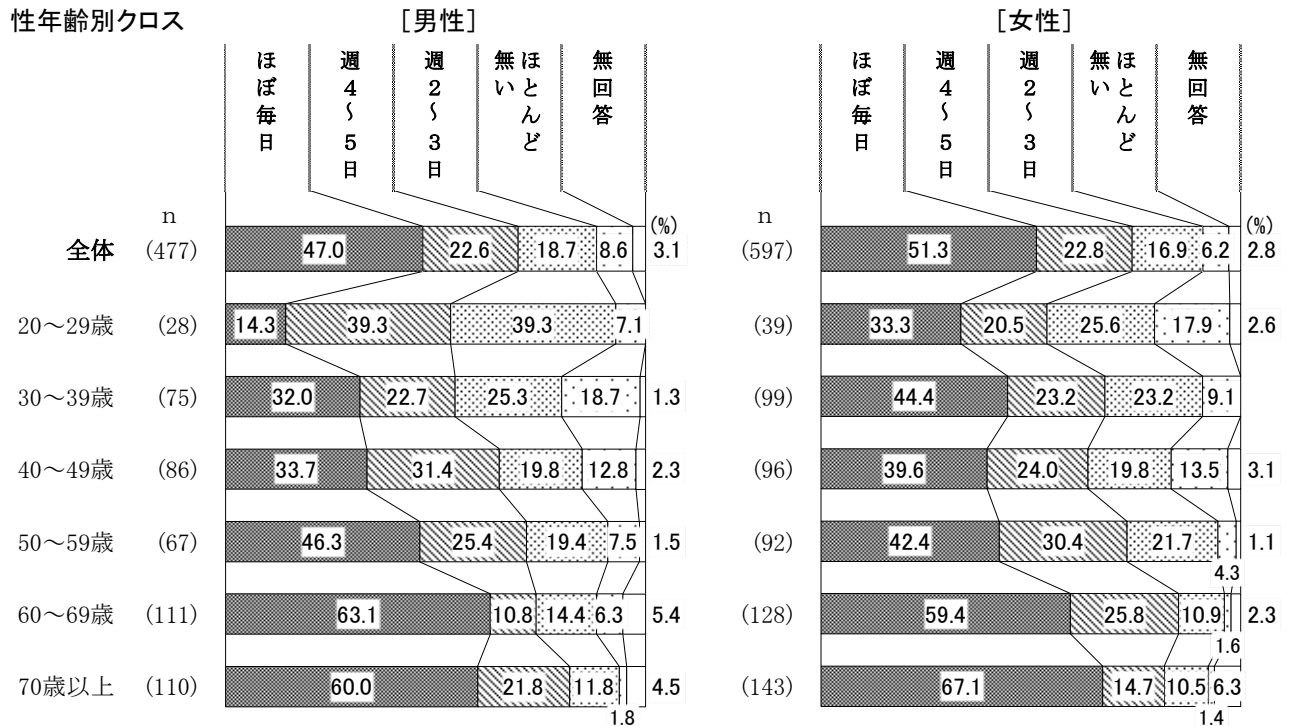 性年齢別クロス ［男性］ ［女性］
ほぼ毎日 週４～５日 週２～３日 ほとんど無い 無回答 ほぼ毎日 週４～５日 週２～３日 ほとんど無い 無回答
n (%) n (%)
全体 (477) 47.0 22.6 18.7 8.6 3.1 (597) 51.3 22.8 16.9 6.2 2.8
20～29歳 (28) 14.3 39.3 39.3 7.1 (39) 33.3 20.5 25.6 17.9 2.6
30～39歳 (75) 32.0 22.7 25.3 18.7 1.3 (99) 44.4 23.2 23.2 9.1
40～49歳 (86) 33.7 31.4 19.8 12.8 2.3 (96) 39.6 24.0 19.8 13.5 3.1
50～59歳 (67) 46.3 25.4 19.4 7.5 1.5 (92) 42.4 30.4 21.7 1.1
4.3
60～69歳 (111) 63.1 10.8 14.4 6.3 5.4 (128) 59.4 25.8 10.9 2.3
1.6
70歳以上 (110) 60.0 21.8 11.8 4.5 (143) 67.1 14.7 10.5 6.3
1.8 1.4